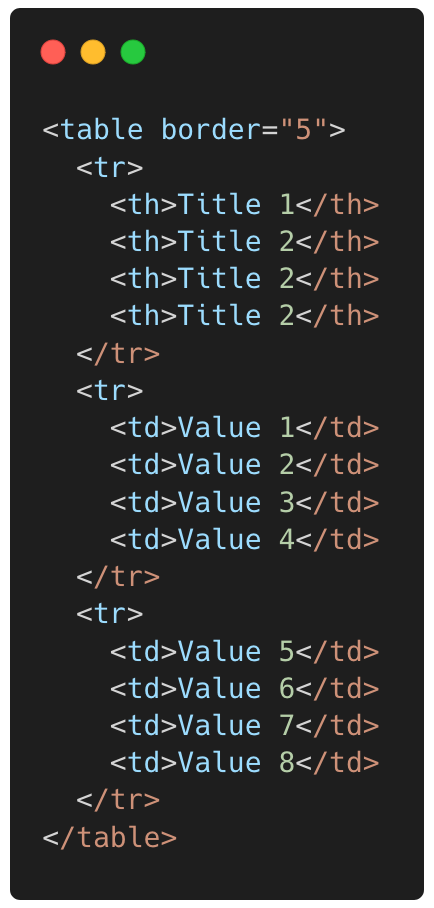 <table border="5">
  <tr>
    <th>Title 1</th>
    <th>Title 2</th>
    <th>Title 2</th>
    <th>Title 2</th>
  </tr>
  <tr>
    <td>Value 1</td>
    <td>Value 2</td>
    <td>Value 3</td>
    <td>Value 4</td>
  </tr>
  <tr>
    <td>Value 5</td>
    <td>Value 6</td>
    <td>Value 7</td>
    <td>Value 8</td>
  </tr>
</table>